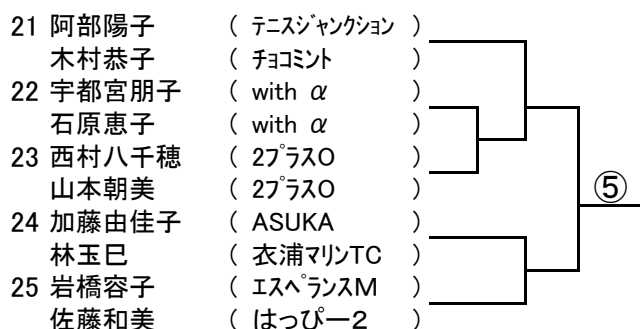 21 阿部陽子 ( テニスジャンクション )
木村恭子 ( チョコミント )
22 宇都宮朋子 ( with α )
石原恵子 ( with α )
23 西村八千穂 ( 2プラスO )
山本朝美 ( 2プラスO )
⑤
24 加藤由佳子 ( ASUKA )
林玉巳 ( 衣浦マリンTC )
25 岩橋容子 ( エスペランスM )
佐藤和美 ( はっぴー2 )